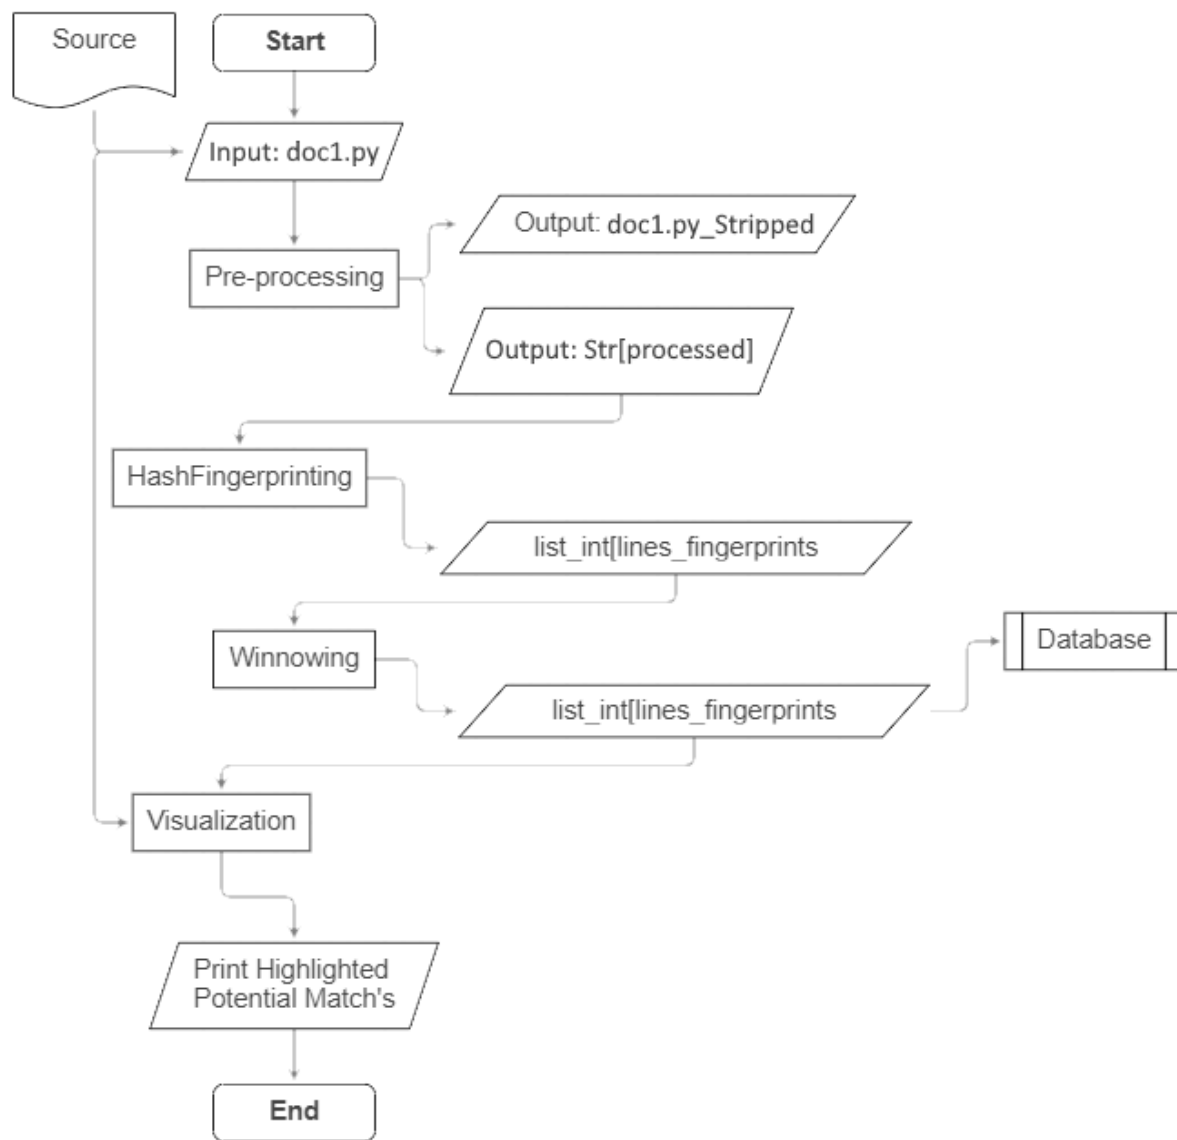 Source
Start
Input: doc1.py
Output: doc1.py_Stripped
Pre-processing
Output: Str[processed]
HashFingerprinting
list_int[lines_fingerprints
Winnowing
Database
list_int[lines_fingerprints
Visualization
Print Highlighted
Potential Match's
End